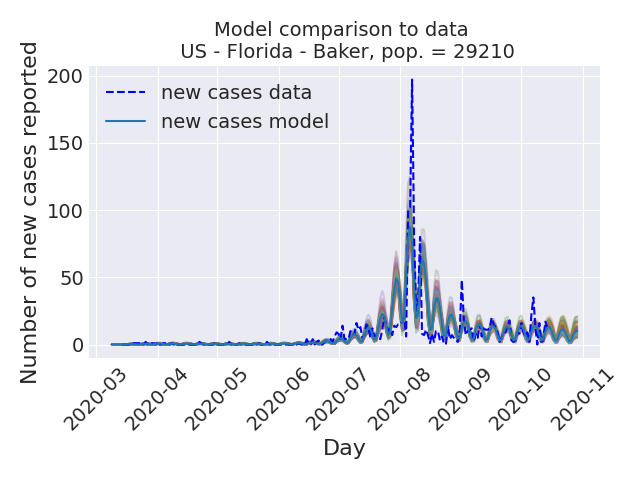 Model comparison to data
US - Florida - Baker, pop. = 29210
Number of new cases reported
200
150
100
50
0
new cases data
new cases model
2020-03
2020-04
2020-05
2020-06
2020-07
2020-08
2020-09
2020-10
2020-11
Day